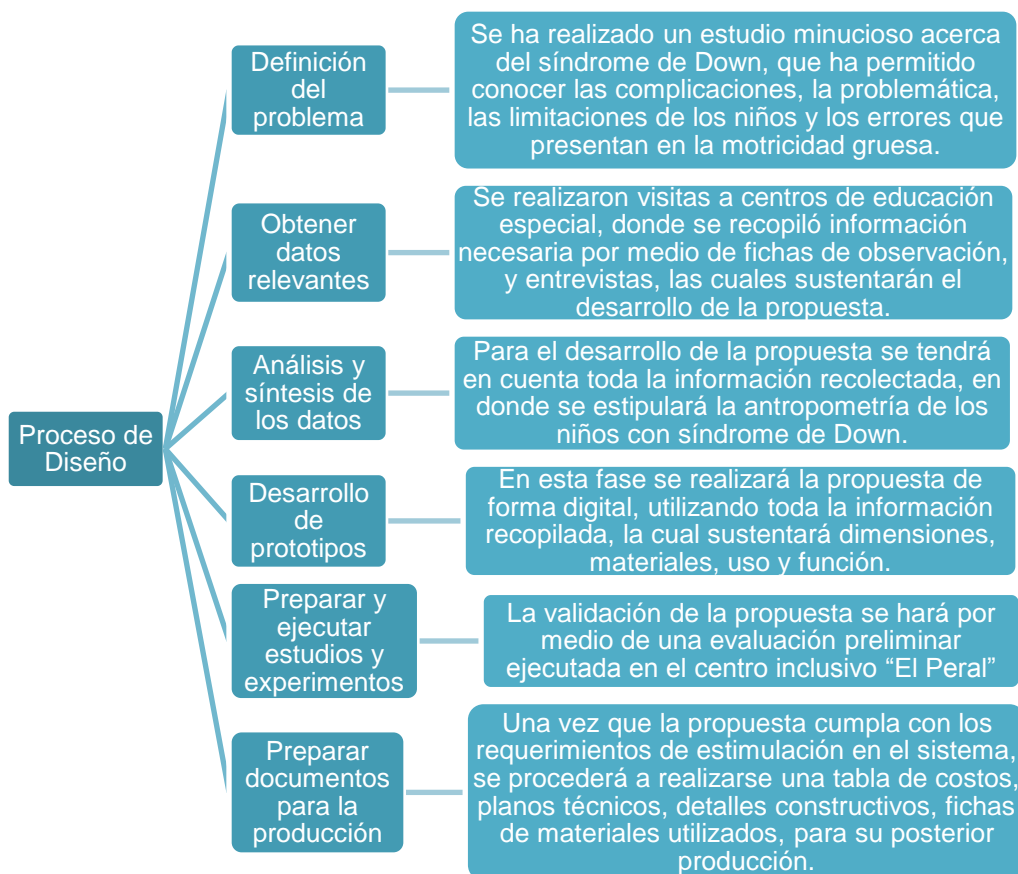 Proceso de
Diseño
Definición
del
problema
Se ha realizado un estudio minucioso acerca
del síndrome de Down, que ha permitido
conocer las complicaciones, la problemática,
las limitaciones de los niños y los errores que
presentan en la motricidad gruesa.
Obtener
datos
relevantes
Se realizaron visitas a centros de educación
especial, donde se recopiló información
necesaria por medio de fichas de observación,
y entrevistas, las cuales sustentarán el
desarrollo de la propuesta.
Análisis y
síntesis de
los datos
Para el desarrollo de la propuesta se tendrá
en cuenta toda la información recolectada, en
donde se estipulará la antropometría de los
niños con síndrome de Down.
Desarrollo
de
prototipos
En esta fase se realizará la propuesta de
forma digital, utilizando toda la información
recopilada, la cual sustentará dimensiones,
materiales, uso y función.
Preparar y
ejecutar
estudios y
experimentos
La validación de la propuesta se hará por
medio de una evaluación preliminar
ejecutada en el centro inclusivo “El Peral”
Preparar
documentos
para la
producción
Una vez que la propuesta cumpla con los
requerimientos de estimulación en el sistema,
se procederá a realizarse una tabla de costos,
planos técnicos, detalles constructivos, fichas
de materiales utilizados, para su posterior
producción.